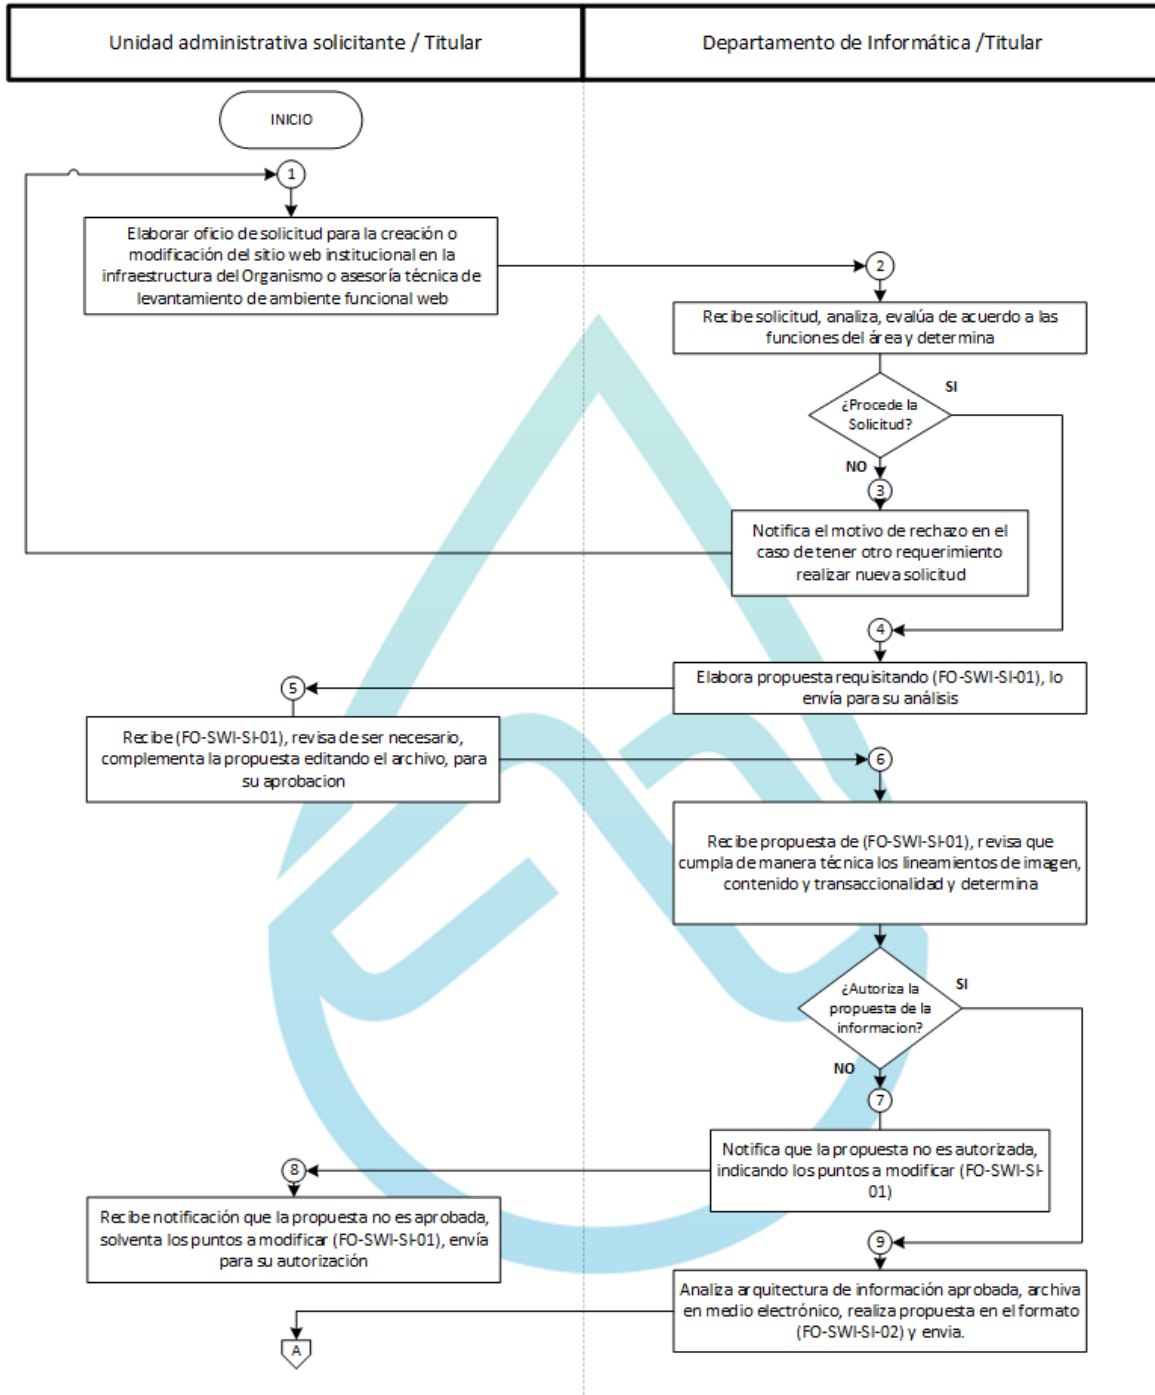 Unidad administrativa solicitante / Titular
Departamento de Informática /Titular
INICIO
1
Elaborar oficio de solicitud para la creación o
modificación del sitio web institucional en la
infraestructura del Organismo o asesoría técnica de
levantamiento de ambiente funcional web
2
Recibe solicitud, analiza, evalúa de acuerdo a las
funciones del área y determina
¿Procede la
Solicitud?
SI
NO
3
Notifica el motivo de rechazo en el
caso de tener otro requerimiento
realizar nueva solicitud
4
Elabora propuesta requisitando (FO-SWI-SI-01), lo
envía para su análisis
5
Recibe (FO-SWI-SI-01), revisa de ser necesario,
complementa la propuesta editando el archivo, para
su aprobacion
6
Recibe propuesta de (FO-SWI-SI-01), revisa que
cumpla de manera técnica los lineamientos de imagen,
contenido y transaccionalidad y determina
¿Autoriza la
propuesta de la
informacion?
SI
NO
7
Notifica que la propuesta no es autorizada,
indicando los puntos a modificar (FO-SWI-SI-
01)
8
Recibe notificación que la propuesta no es aprobada,
solventa los puntos a modificar (FO-SWI-SI-01), envía
para su autorización
9
Analiza arquitectura de información aprobada, archiva
en medio electrónico, realiza propuesta en el formato
(FO-SWI-SI-02) y envia.
A